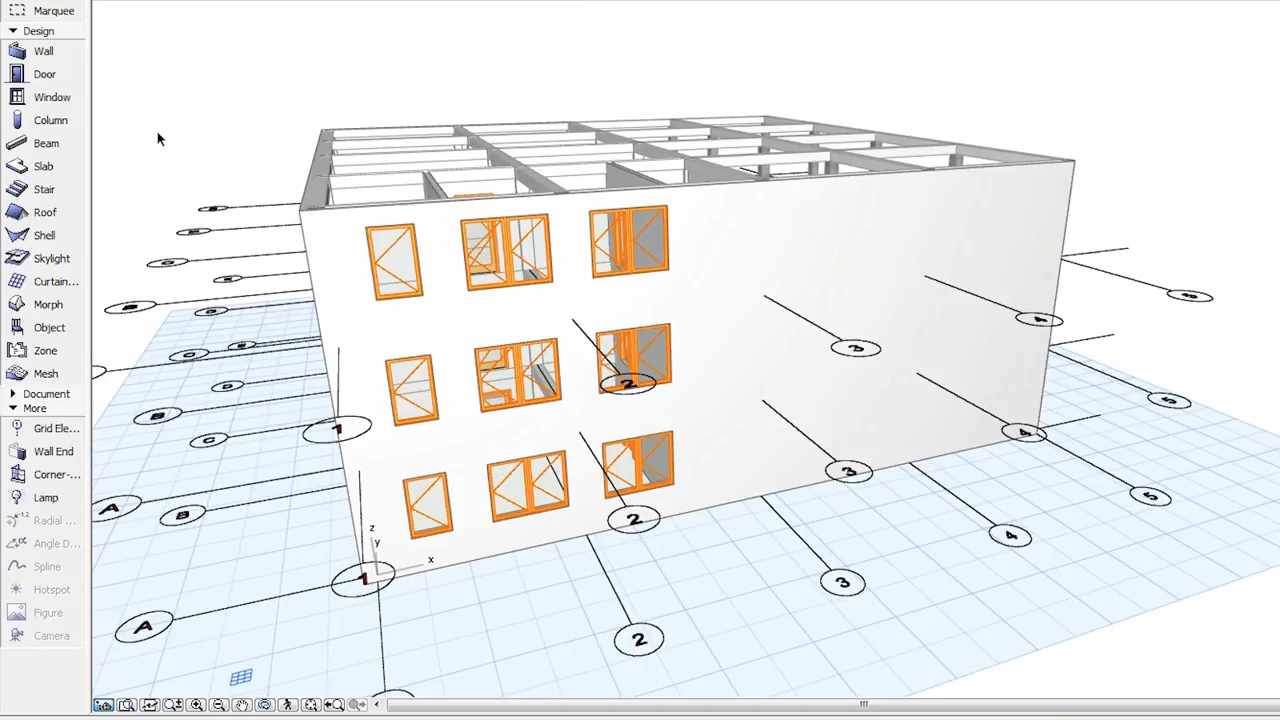 Marquee
Design
Wall
Door
Window
Column
Beam
Slab
Stair
Roof
Shell
Skylight
Curtain...
Morph
Object
Zone
Mesh
Document
More
Grid Ele...
Wall End
Corner-...
Lamp
Radial ...
Angle D...
Spline
Hotspot
Figure
Camera
B
4
3
2
D
B
C
1
5
4
3
A
B
5
2
4
z
y
x
1
3
A
2